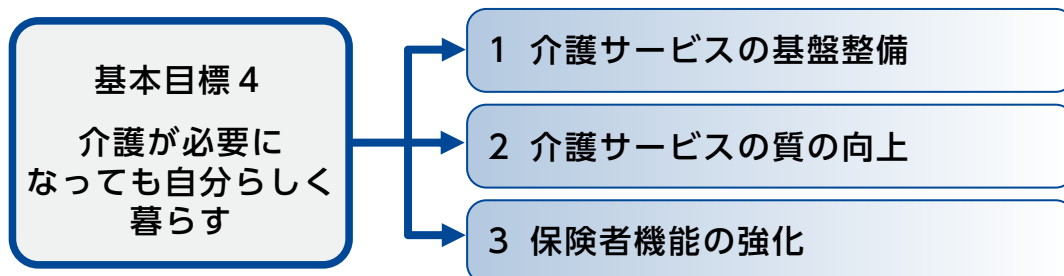 基本目標４
介護が必要に
なっても自分らしく
暮らす
1 介護サービスの基盤整備
2 介護サービスの質の向上
3 保険者機能の強化